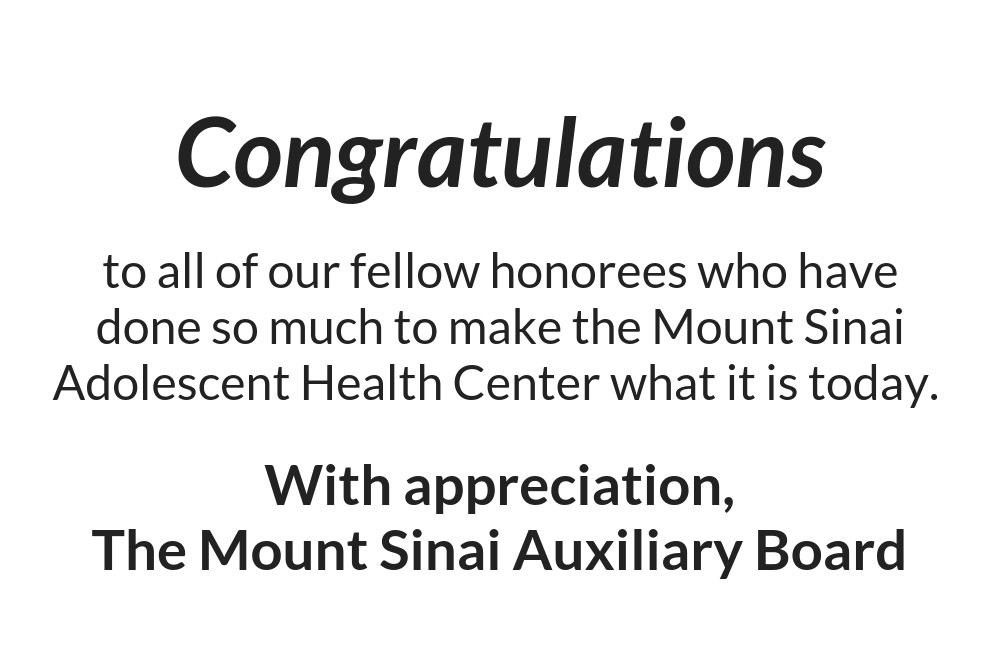 Congratulations
to all of our fellow honorees who have
done so much to make the Mount Sinai
Adolescent Health Center what it is today.
With appreciation,
The Mount Sinai Auxiliary Board